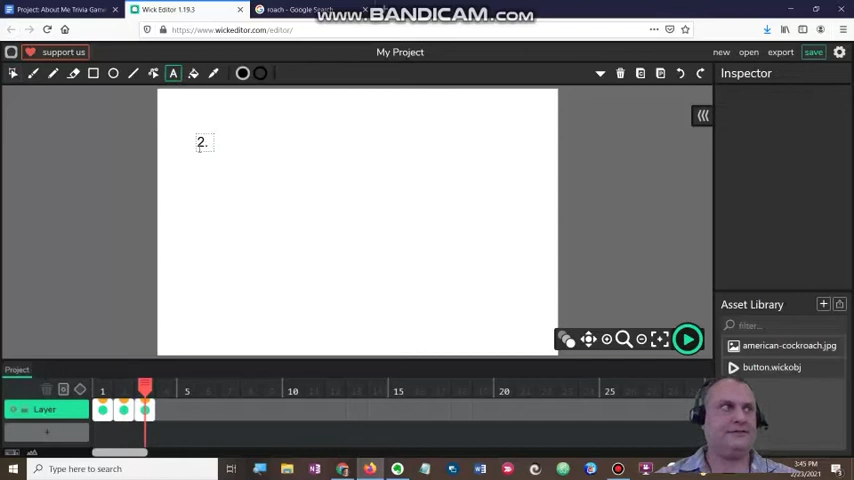 www.BANDICAM.com
Project: About Me Trivia Gam
Wick Editor 1.19.3
roach - Google Search
https://www.wickeditor.com/editor/
support us
My Project
new
open
export
save
A
Inspector
2.
Asset Library
filter...
american-cockroach.jpg
button.wickobj
Project
1
5
10
15
20
25
Layer
+
Type here to search
3:45 PM
2/23/2021